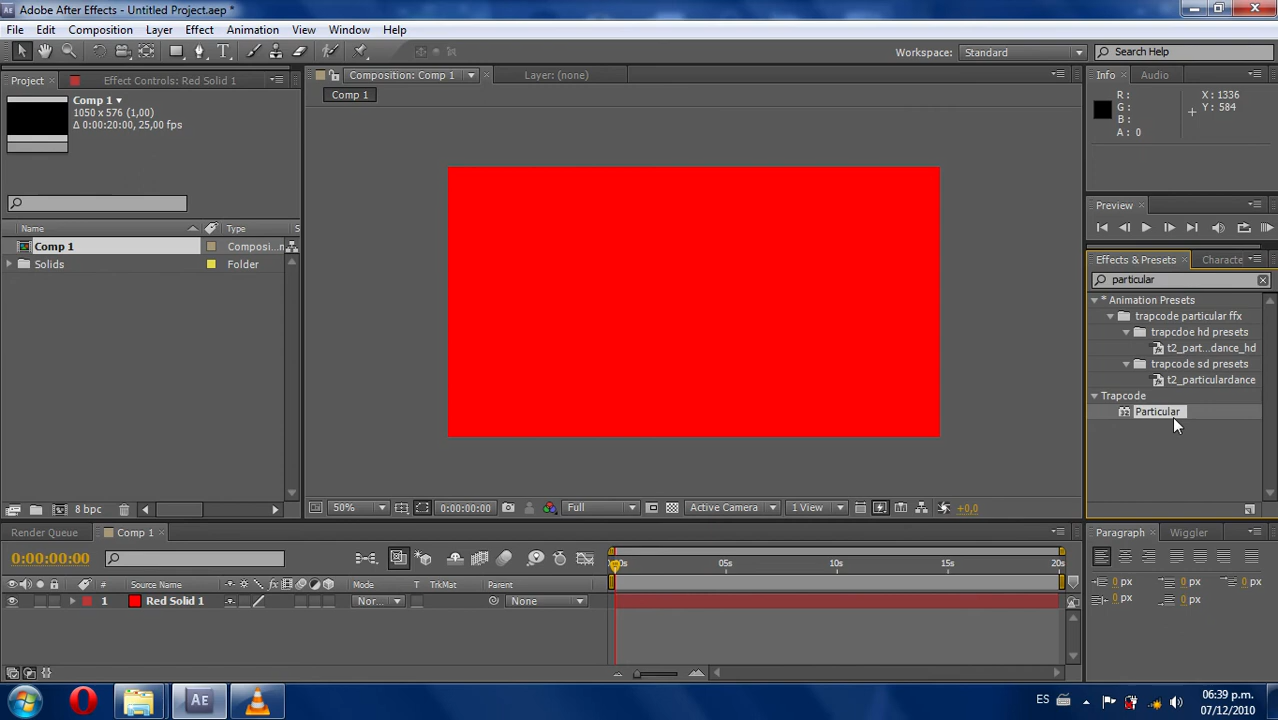 Adobe After Effects - Untitled Project.aep *
File Edit Composition Layer Effect Animation View Window Help
Workspace: Standard Search Help
Project Effect Controls: Red Solid 1
Composition: Comp 1 Layer: (none)
Info Audio
Comp 1
1050 x 576 (1,00)
Δ 0:00:20:00, 25,00 fps
Comp 1
R : X : 1336
G : Y : 584
B :
A : 0
Preview
Name Type S
Comp 1 Composi...n
Solids Folder
Effects & Presets Characte
particular
* Animation Presets
trapcode particular ffx
trapcdoe hd presets
t2_part...dance_hd
trapcode sd presets
t2_particulardance
Trapcode
Particular
8 bpc
50% 0:00:00:00 Full Active Camera 1 View +0,0
Render Queue Comp 1
Paragraph Wiggler
0:00:00:00
05s 10s 15s 20s
# Source Name Mode T TrkMat Parent
1 Red Solid 1 Nor... None
0 px 0 px 0 px
0 px 0 px
AE ES 06:39 p.m.
07/12/2010